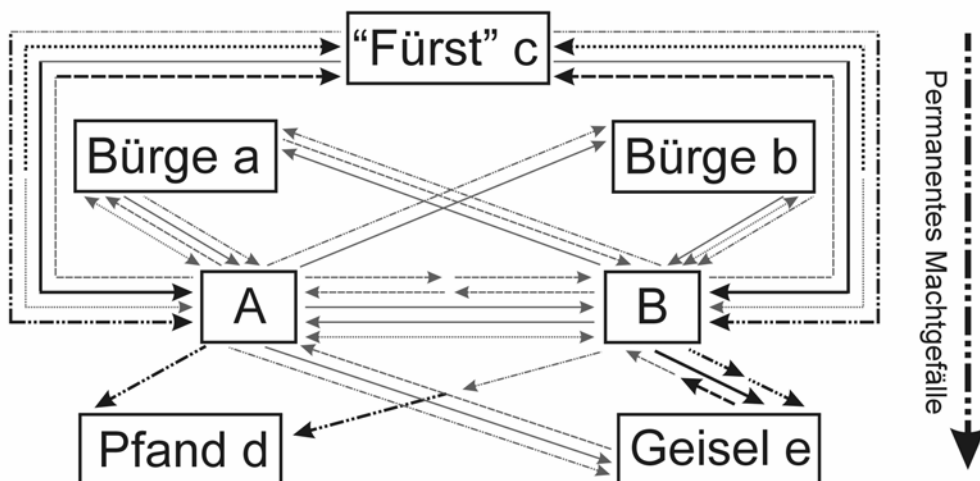 “Fürst” c
Bürge a
Bürge b
A
B
Pfand d
Geisel e
Permanentes Machtgefälle